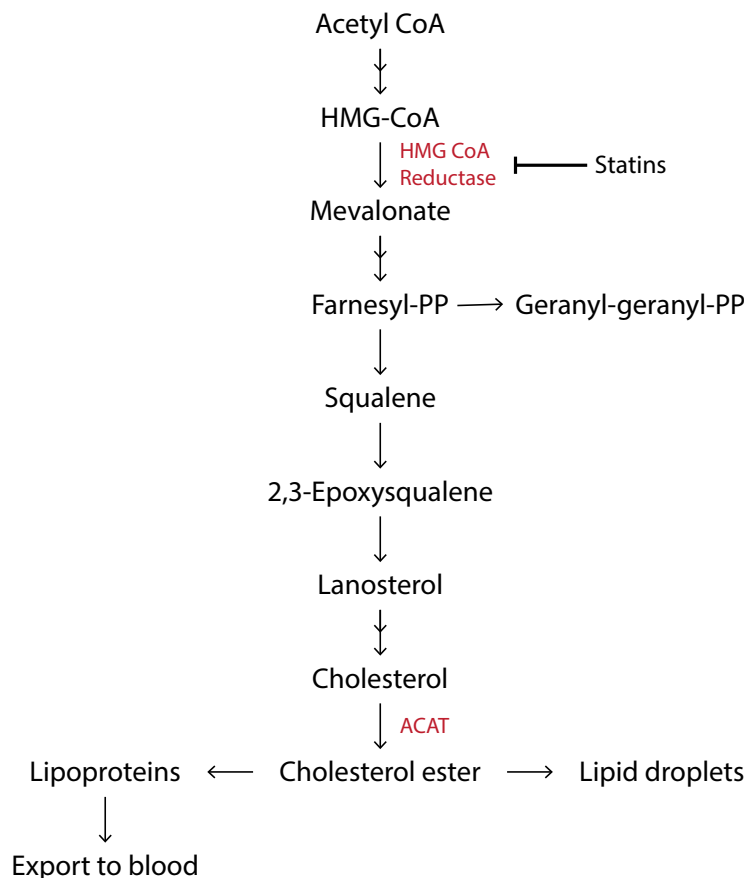 Acetyl CoA
HMG-CoA
HMG CoA
Reductase
Statins
Mevalonate
Farnesyl-PP
Geranyl-geranyl-PP
Squalene
2,3-Epoxysqualene
Lanosterol
Cholesterol
ACAT
Lipoproteins
Cholesterol ester
Lipid droplets
Export to blood